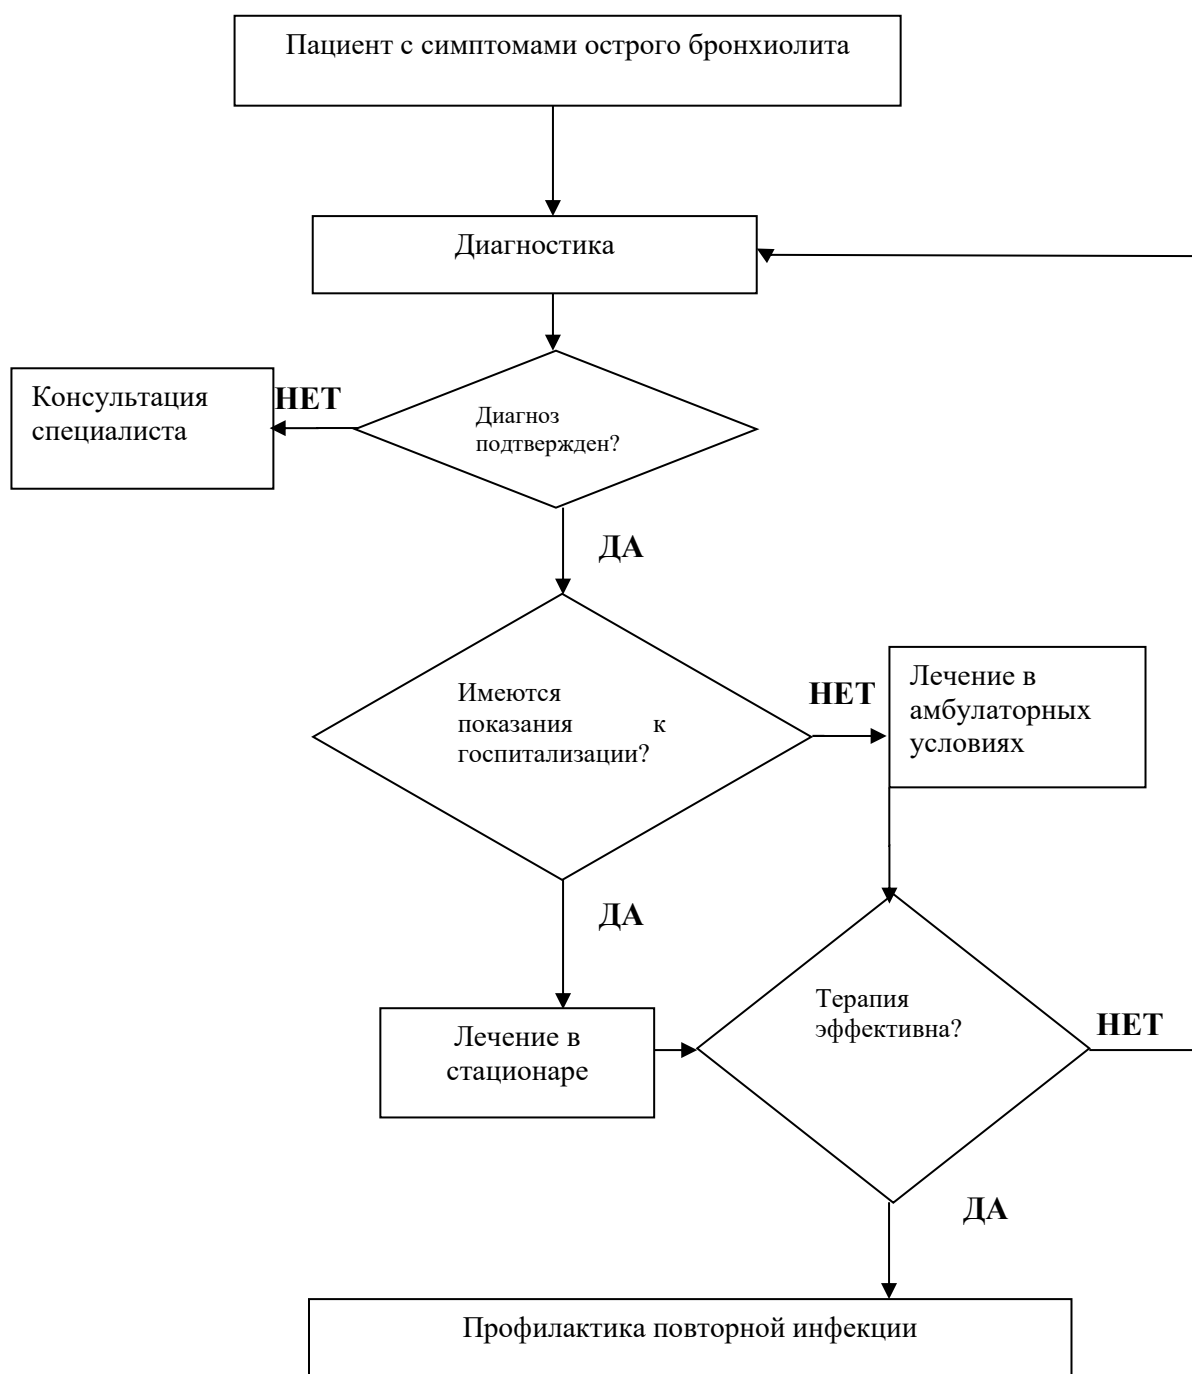 Пациент с симптомами острого бронхиолита
Диагностика
Консультация
специалиста
НЕТ
Диагноз
подтвержден?
ДА
Имеются
показания к
госпитализации?
НЕТ
Лечение в
амбулаторных
условиях
ДА
Лечение в
стационаре
Терапия
эффективна?
НЕТ
ДА
Профилактика повторной инфекции